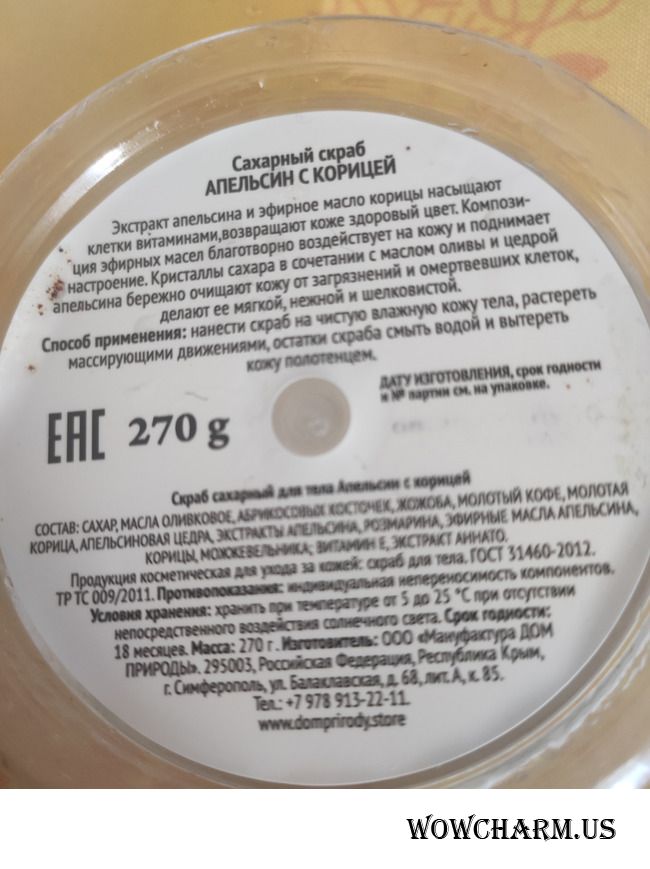 Сахарный скраб
АПЕЛЬСИН С КОРИЦЕЙ
Экстракт апельсина и эфирное масло корицы насыщают
клетки витаминами,возвращают коже здоровый цвет. Компози-
ция эфирных масел благотворно воздействует на кожу и поднимает
настроение. Кристаллы сахара в сочетании с маслом оливы и цедрой
апельсина бережно очищают кожу от загрязнений и омертвевших клеток,
делают ее мягкой, нежной и шелковистой.
Способ применения: нанести скраб на чистую влажную кожу тела, растереть
массирующими движениями, остатки скраба смыть водой и вытереть
кожу полотенцем.
ДАТУ ИЗГОТОВЛЕНИЯ, срок годности
и № партии см. на упаковке.
ЕАС 270 g
Скраб сахарный для тела Апельсин с корицей
СОСТАВ: САХАР, МАСЛА ОЛИВКОВОЕ, АБРИКОСОВЫХ КОСТОЧЕК, ЖОЖОБА, МОЛОТЫЙ КОФЕ, МОЛОТАЯ
КОРИЦА, АПЕЛЬСИНОВАЯ ЦЕДРА, ЭКСТРАКТЫ АПЕЛЬСИНА, РОЗМАРИНА, ЭФИРНЫЕ МАСЛА АПЕЛЬСИНА,
КОРИЦЫ, МОЖЖЕВЕЛЬНИКА, ВИТАМИН Е, ЭКСТРАКТ АННАТО.
Продукция косметическая для ухода за кожей: скраб для тела. ГОСТ 31460-2012.
ТР ТС 009/2011. Противопоказания: индивидуальная непереносимость компонентов.
Условия хранения: хранить при температуре от 5 до 25 °С при отсутствии
непосредственного воздействия солнечного света. Срок годности:
18 месяцев. Масса: 270 г. Изготовитель: ООО «Мануфактура ДОМ
ПРИРОДЫ». 295003, Российская Федерация, Республика Крым,
г. Симферополь, ул. Балаклавская, д. 68, лит. А, к. 85.
Тел.: +7 978 913-22-11.
www.domprirody.store
WOWCHARM.US